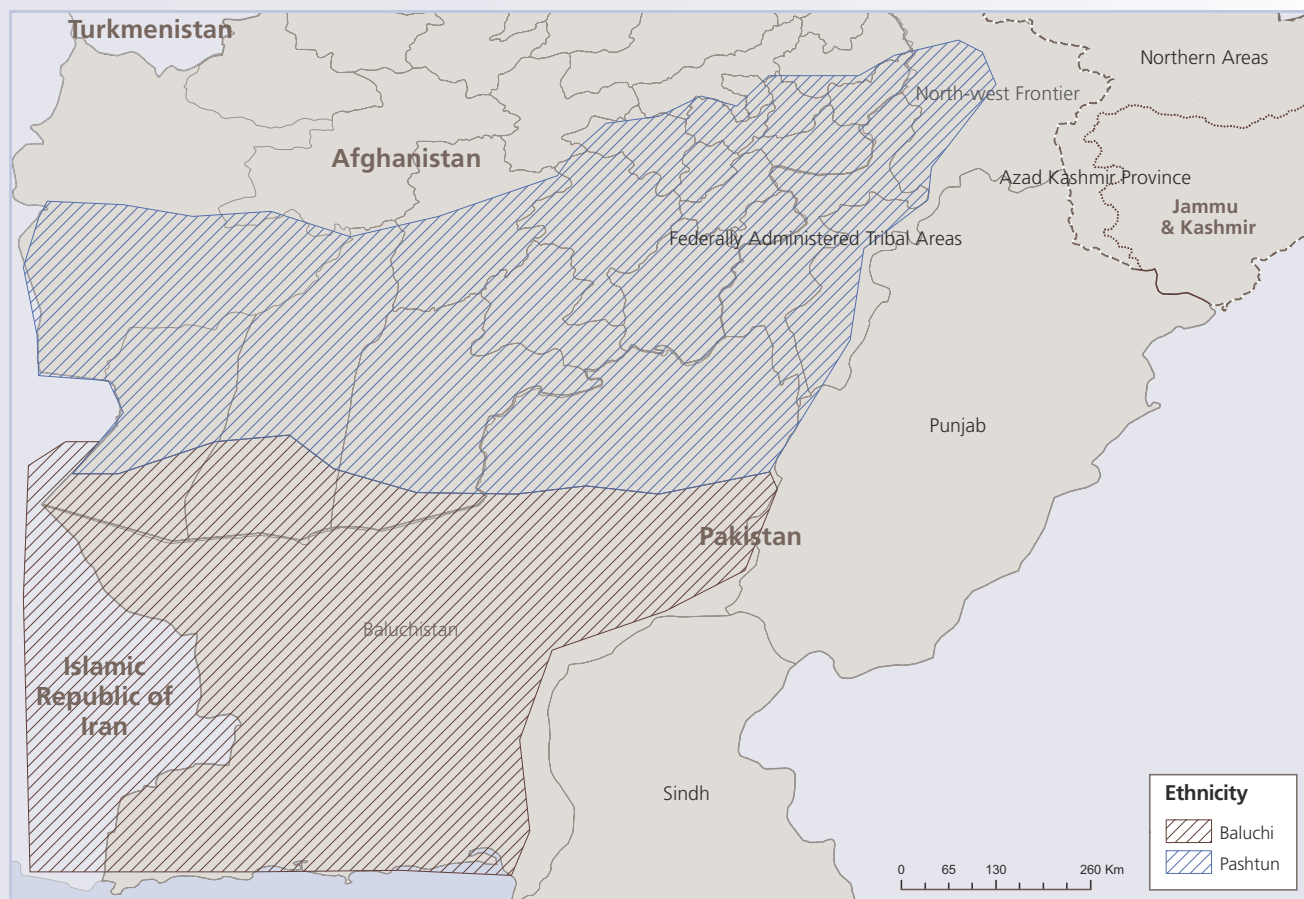 Turkmenistan
Northern Areas
North-west Frontier
Afghanistan
Azad Kashmir Province
Jammu
& Kashmir
Federally Administered Tribal Areas
Punjab
Pakistan
Baluchistan
Islamic
Republic of
Iran
Sindh
Ethnicity
Baluchi
Pashtun
0 65 130 260 Km